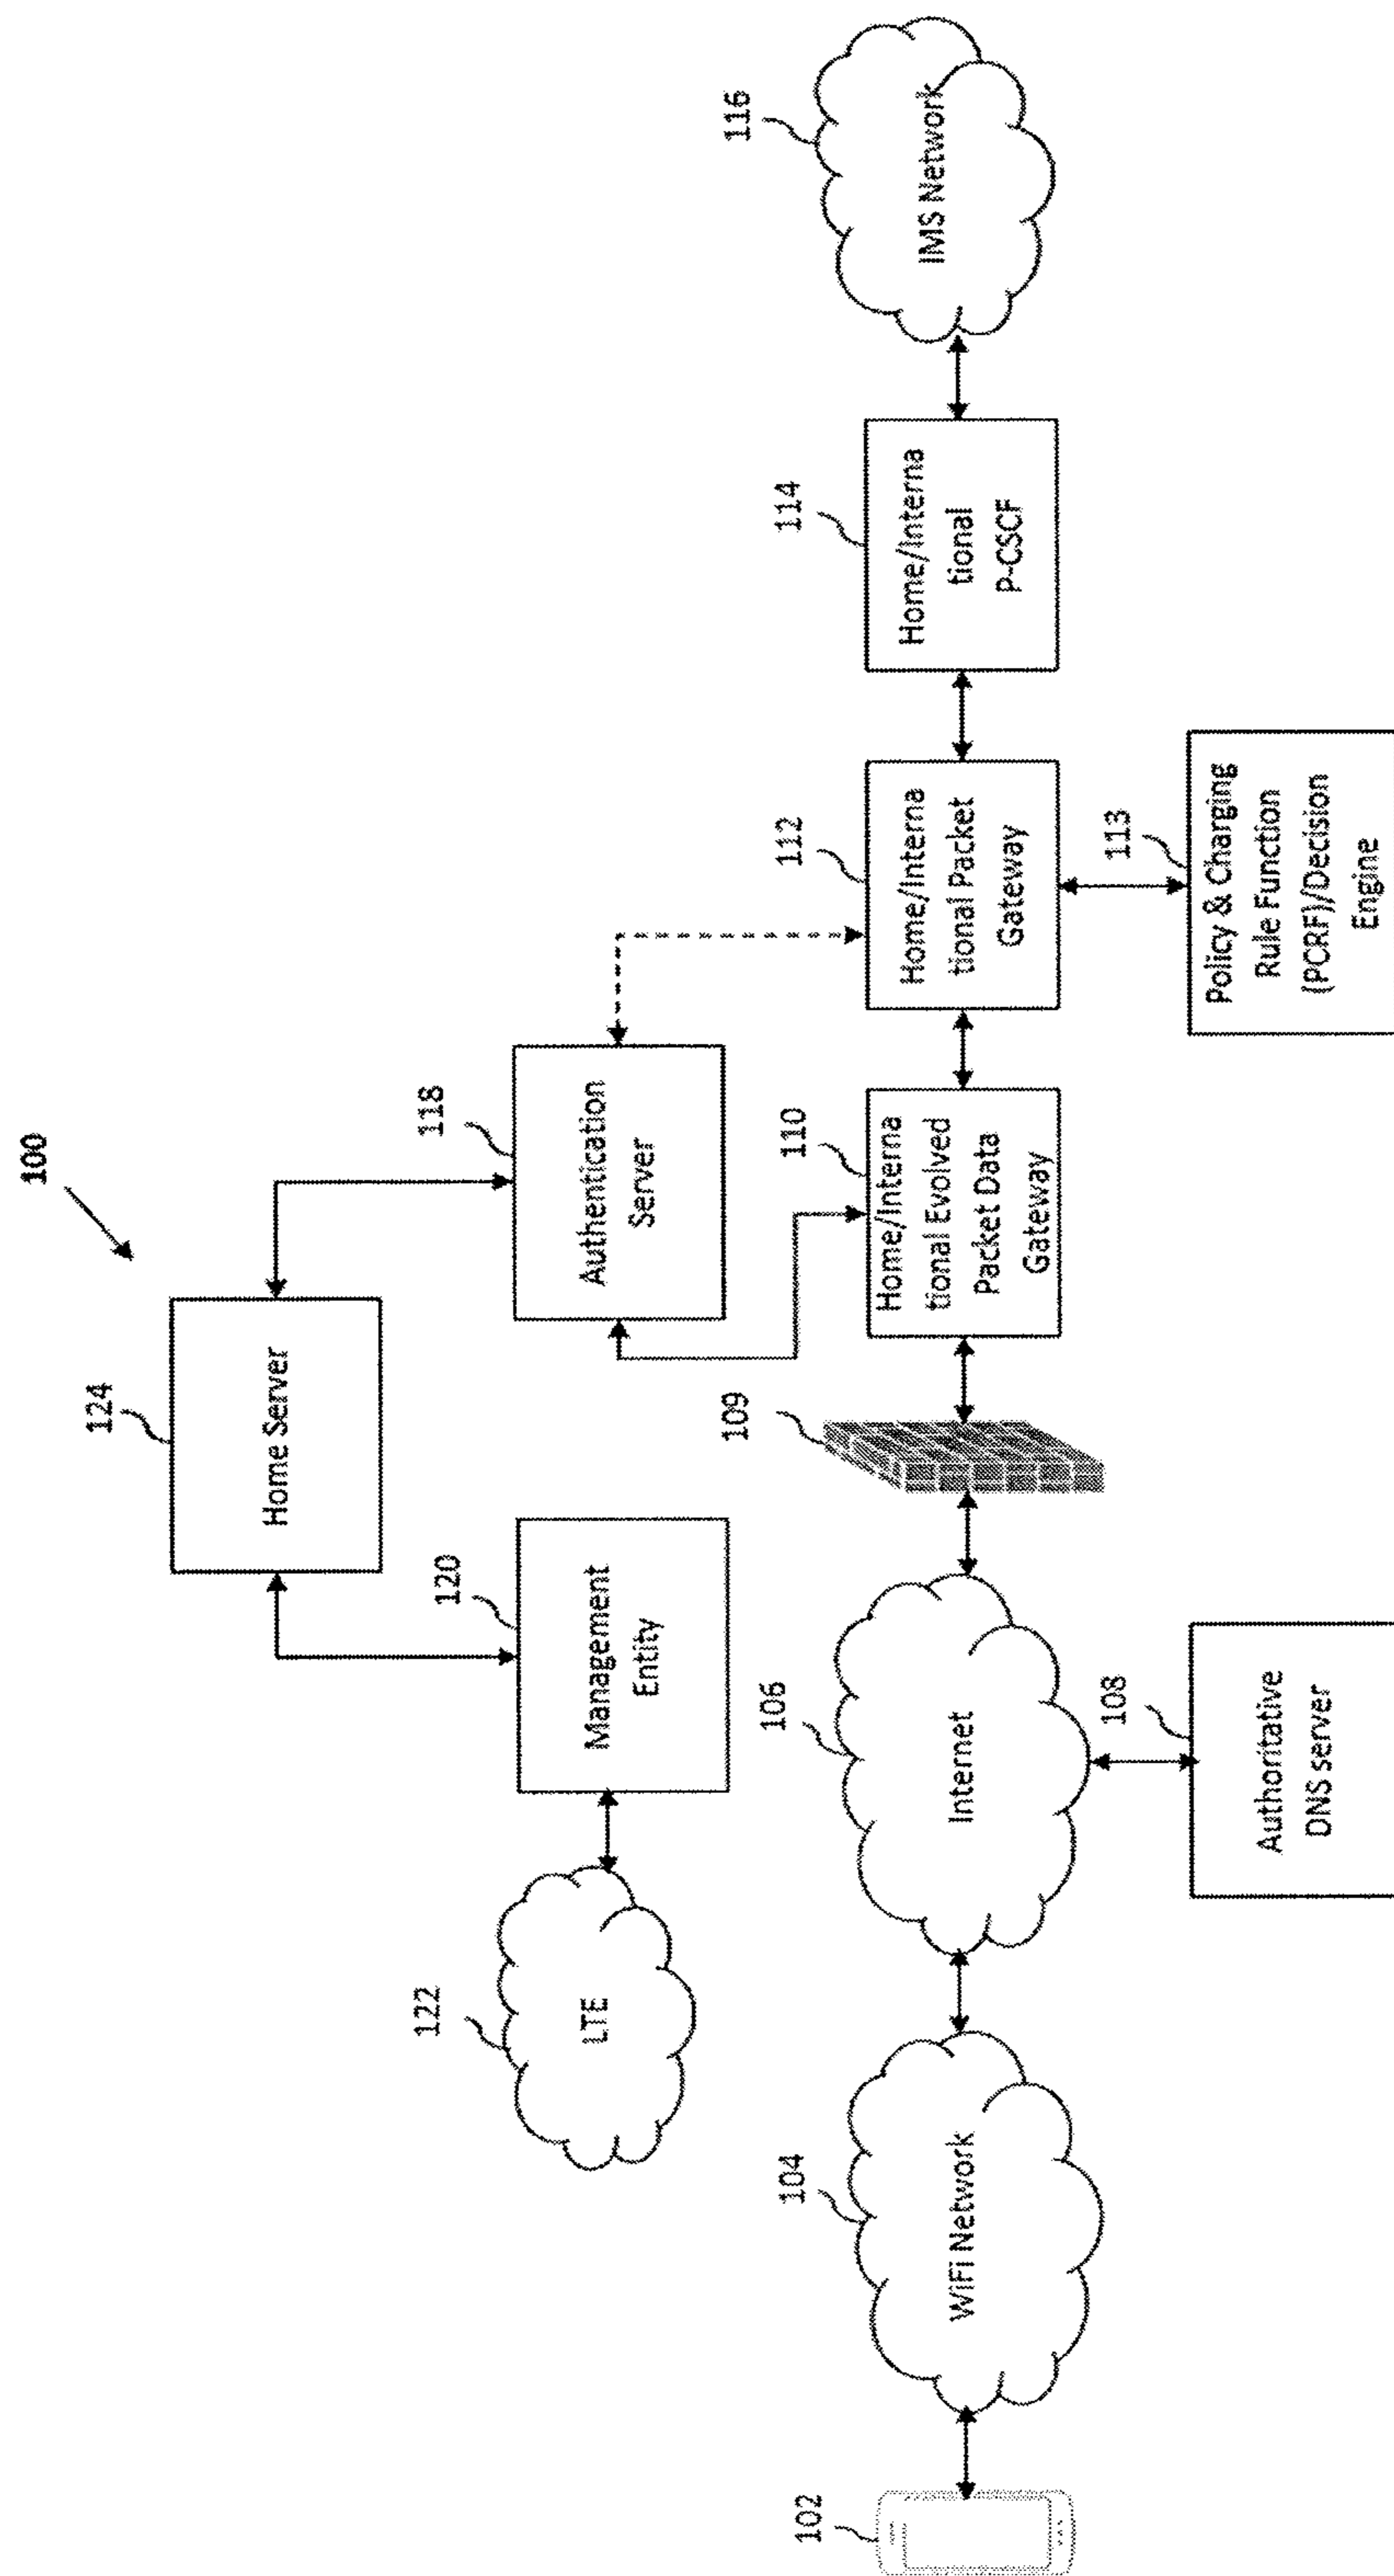 100
124
Home Server
122
LTE
120
Management
Entity
118
Authentication
Server
102
104
WiFi Network
106
Internet
108
Authoritative
DNS server
109
110
Home/Interna
tional Evolved
Packet Data
Gateway
112
Home/Interna
tional Packet
Gateway
113
Policy & Charging
Rule Function
(PCRF)/Decision
Engine
114
Home/Interna
tional
P-CSCF
116
IMS Network